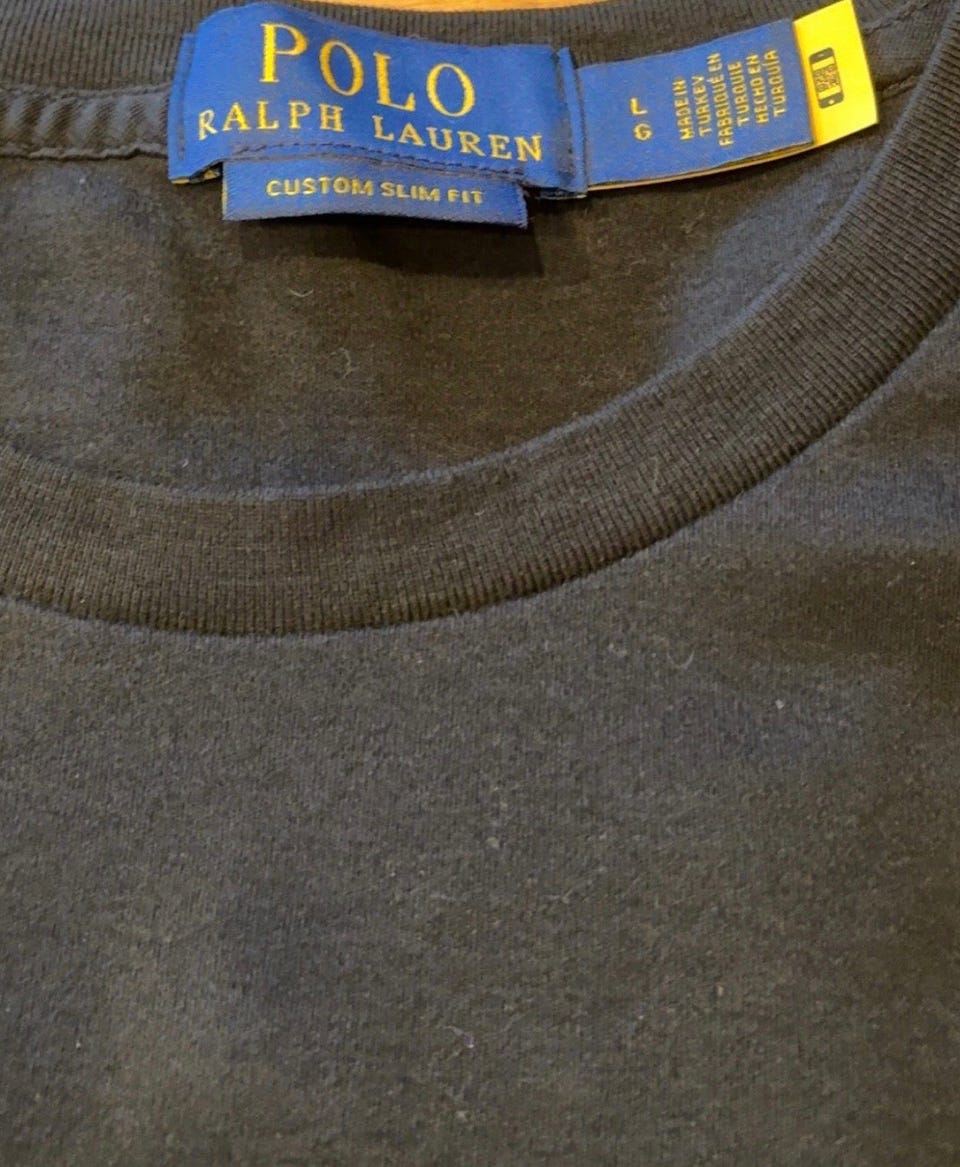 POLO
RALPH LAUREN
CUSTOM SLIM FIT
L
G
MADE IN
TURKEY
FABRIQUÉ EN
TURQUIE
HECHO EN
TURQUÍA